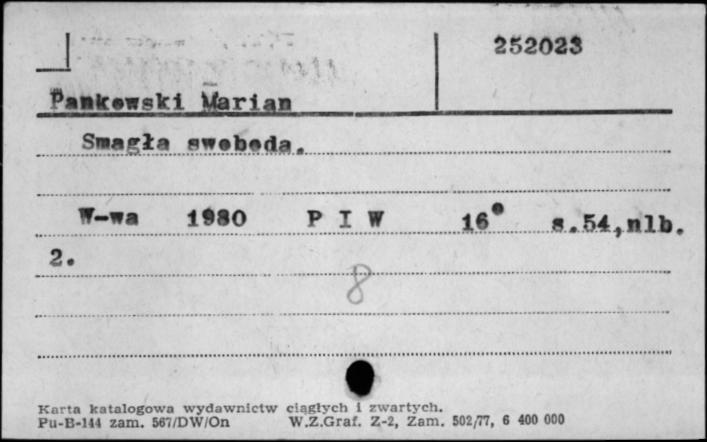 252023
Pankowski Marian
Smagła swoboda.
W-wa 1980 P I W 16° s.54,nlb.
2.
8
Karta katalogowa wydawnictw ciągłych i zwartych.
Pu-B-144 zam. 567/DW/On W.Z.Graf. Z-2, Zam. 502/77, 6 400 000